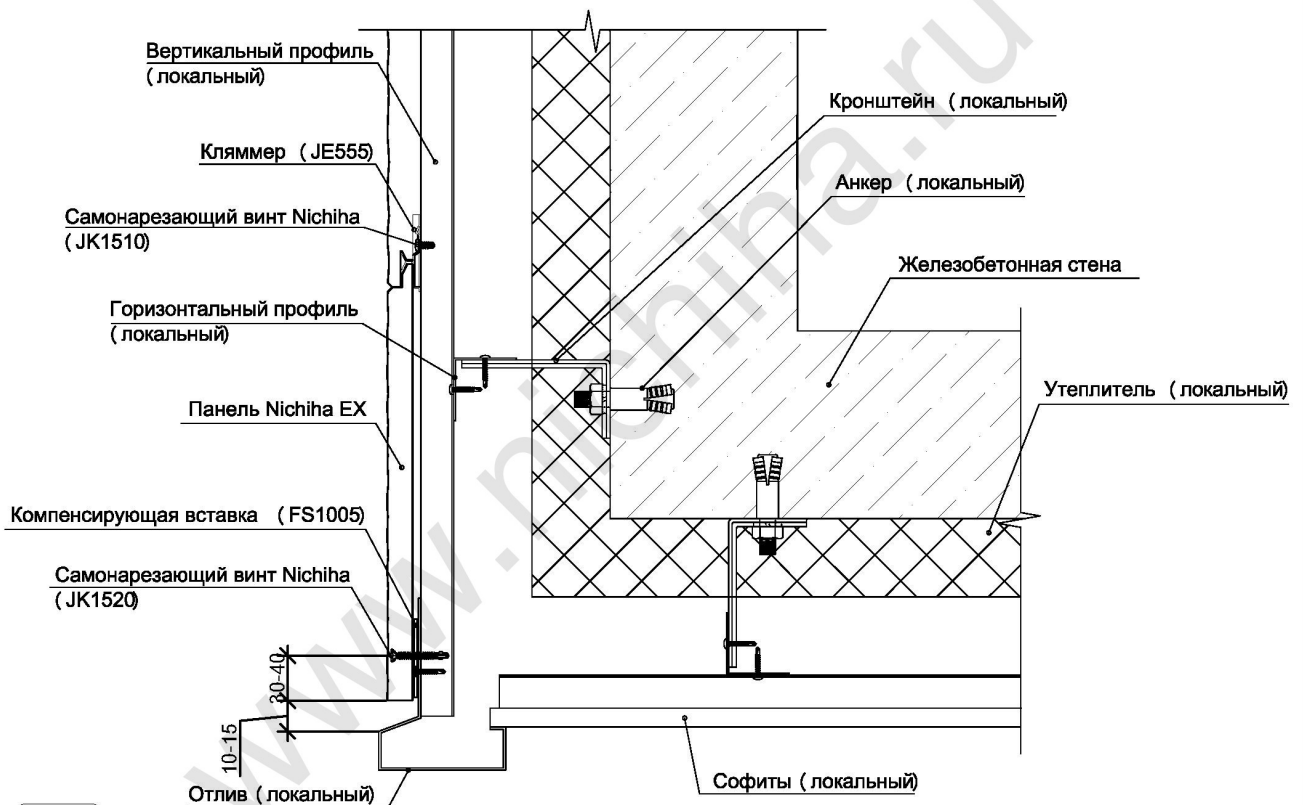 Вертикальный профиль
(локальный)
Кляммер (JE555)
Самонарезающий винт Nichiha
(JK1510)
Горизонтальный профиль
(локальный)
Панель Nichiha EX
Компенсирующая вставка (FS1005)
Самонарезающий винт Nichiha
(JK1520)
30-40
10-15
Отлив (локальный)
Кронштейн (локальный)
Анкер (локальный)
Железобетонная стена
Утеплитель (локальный)
Софиты (локальный)
www.nichiha.ru